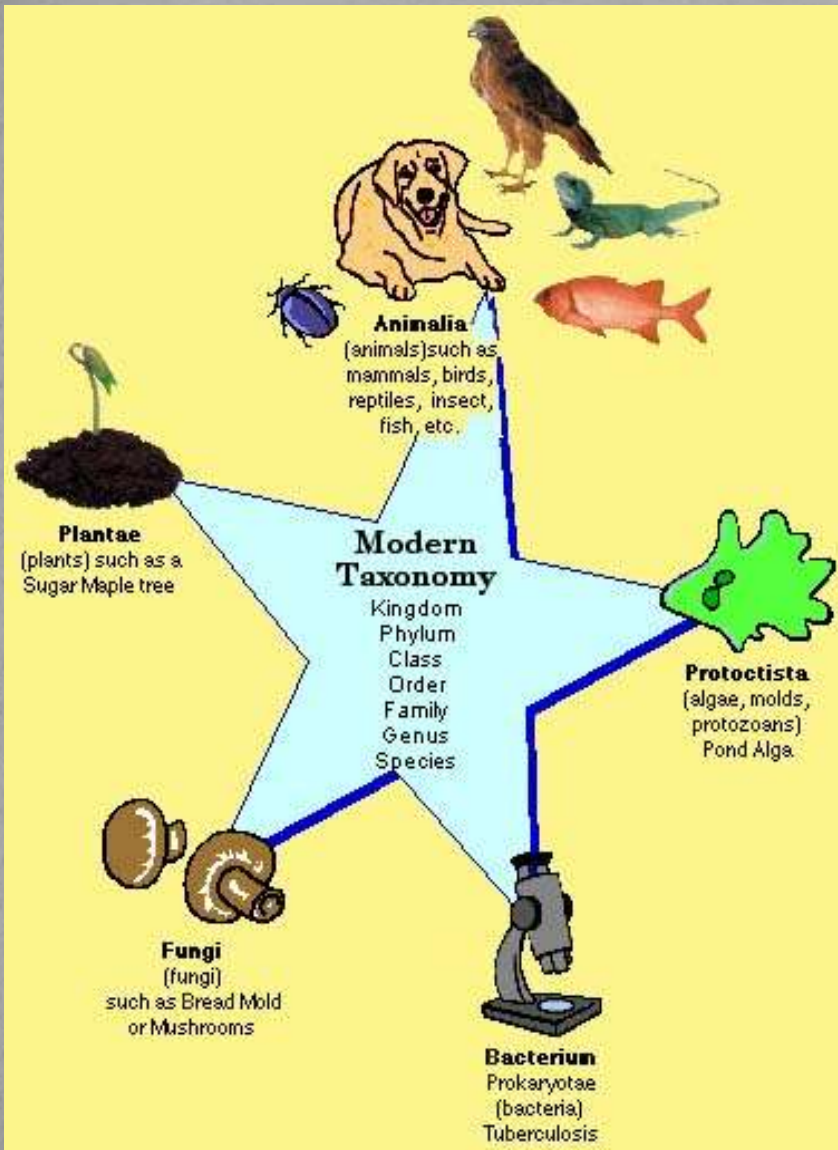 Animalia
(animals)such as
mammals, birds,
reptiles, insect,
fish, etc.
Plantae
(plants) such as a
Sugar Maple tree
Modern
Taxonomy
Kingdom
Phylum
Class
Order
Family
Genus
Species
Protoctista
(algae, molds,
protozoans)
Pond Alga
Fungi
(fungi)
such as Bread Mold
or Mushrooms
Bacterium
Prokaryotae
(bacteria)
Tuberculosis